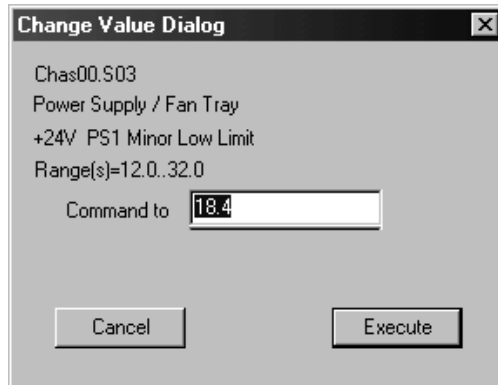 Change Value Dialog
Chas00.S03
Power Supply / Fan Tray
+24V PS1 Minor Low Limit
Range(s)=12.0..32.0
Command to 18.4
Cancel Execute